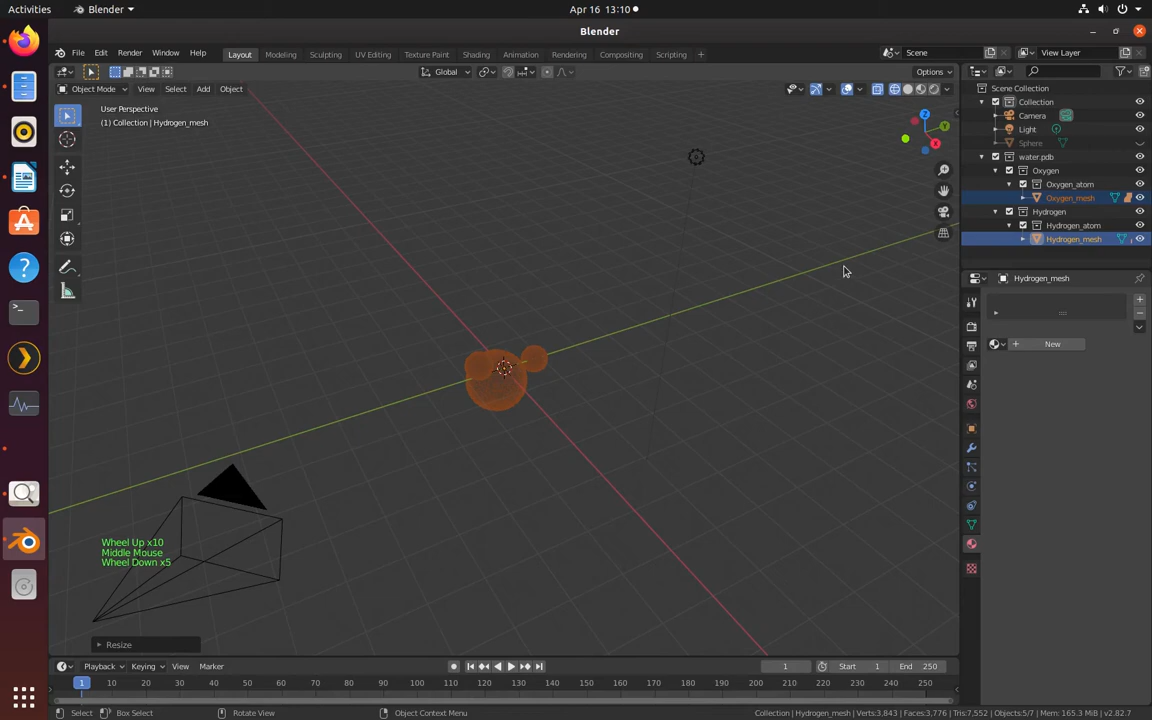 Activities
Blender
Apr 16 13:10
Blender
File Edit Render Window Help
Layout Modeling Sculpting UV Editing Texture Paint Shading Animation Rendering Compositing Scripting +
Scene
View Layer
Global
Options
Object Mode View Select Add Object
User Perspective
(1) Collection | Hydrogen_mesh
Z
Y
X
Scene Collection
Collection
Camera
Light
Sphere
water.pdb
Oxygen
Oxygen_atom
Oxygen_mesh
Hydrogen
Hydrogen_atom
Hydrogen_mesh
Hydrogen_mesh
New
Wheel Up x10
Middle Mouse
Wheel Down x5
Resize
Playback Keying View Marker
1
Start 1
End 250
1 10 20 30 40 50 60 70 80 90 100 110 120 130 140 150 160 170 180 190 200 210 220 230 240 250
Select Box Select Rotate View Object Context Menu
Collection | Hydrogen_mesh | Verts:3,843 | Faces:3,776 | Tris:7,552 | Objects:5/7 | Mem: 165.3 MiB | v2.82.7